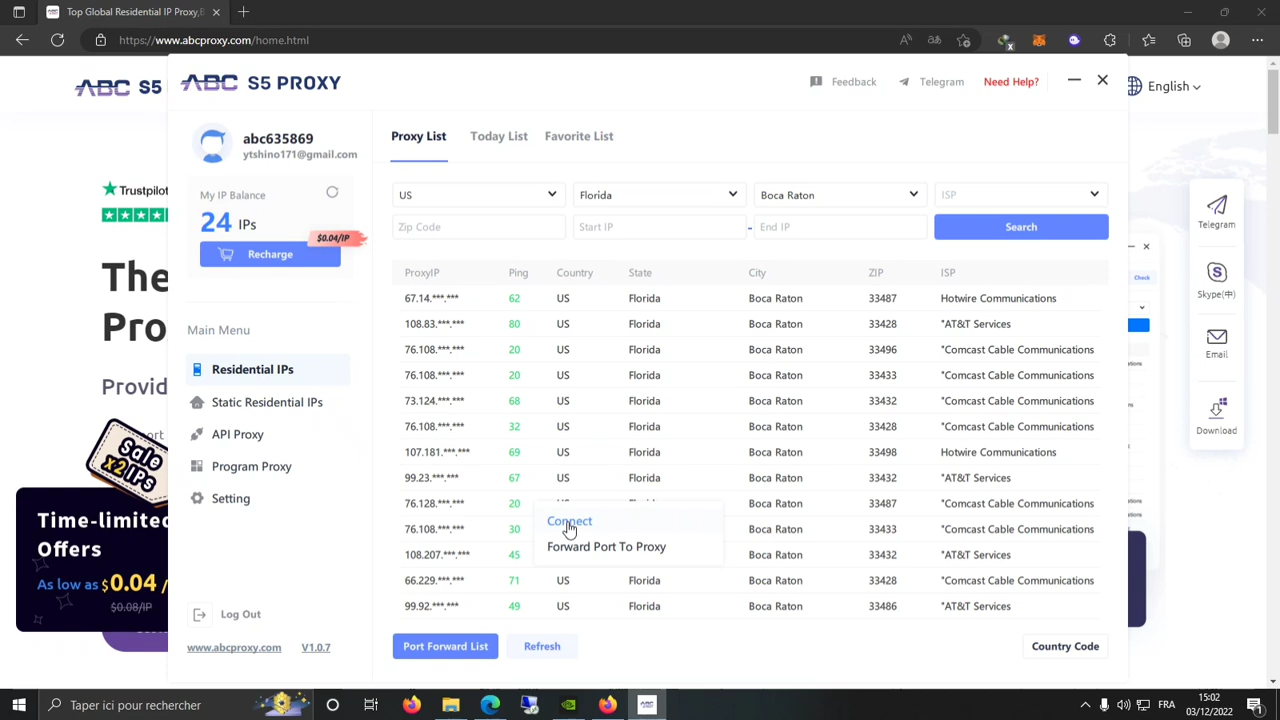 Top Global Residential IP Proxy,
https://www.abcproxy.com/home.html
ABC S5
English
ABC S5 PROXY
Feedback
Telegram
Need Help?
abc635869
ytshino171@gmail.com
My IP Balance
24 IPs
$0.04/IP
Recharge
Main Menu
Residential IPs
Static Residential IPs
API Proxy
Program Proxy
Setting
Log Out
www.abcproxy.com V1.0.7
Proxy List Today List Favorite List
US Florida Boca Raton ISP
Zip Code Start IP - End IP Search
ProxyIP Ping Country State City ZIP ISP
67.14.***.*** 62 US Florida Boca Raton 33487 Hotwire Communications
108.83.***.*** 80 US Florida Boca Raton 33428 "AT&T Services
76.108.***.*** 20 US Florida Boca Raton 33496 "Comcast Cable Communications
76.108.***.*** 20 US Florida Boca Raton 33433 "Comcast Cable Communications
73.124.***.*** 68 US Florida Boca Raton 33432 "Comcast Cable Communications
76.108.***.*** 32 US Florida Boca Raton 33428 "Comcast Cable Communications
107.181.***.*** 69 US Florida Boca Raton 33498 Hotwire Communications
99.23.***.*** 67 US Florida Boca Raton 33432 "AT&T Services
76.128.***.*** 20 US Florida Boca Raton 33487 "Comcast Cable Communications
76.108.***.*** 30 Boca Raton 33433 "Comcast Cable Communications
108.207.***.*** 45 Boca Raton 33432 "AT&T Services
66.229.***.*** 71 US Florida Boca Raton 33428 "Comcast Cable Communications
99.92.***.*** 49 US Florida Boca Raton 33486 "AT&T Services
Connect
Forward Port To Proxy
Port Forward List Refresh Country Code
Trustpilot
The
Pro
Provid
sale
x2IPs
Time-limited
Offers
As low as $0.04 /
$0.08/IP
Check
Telegram
Skype(中)
Email
Download
Taper ici pour rechercher
FRA
15:02
03/12/2022